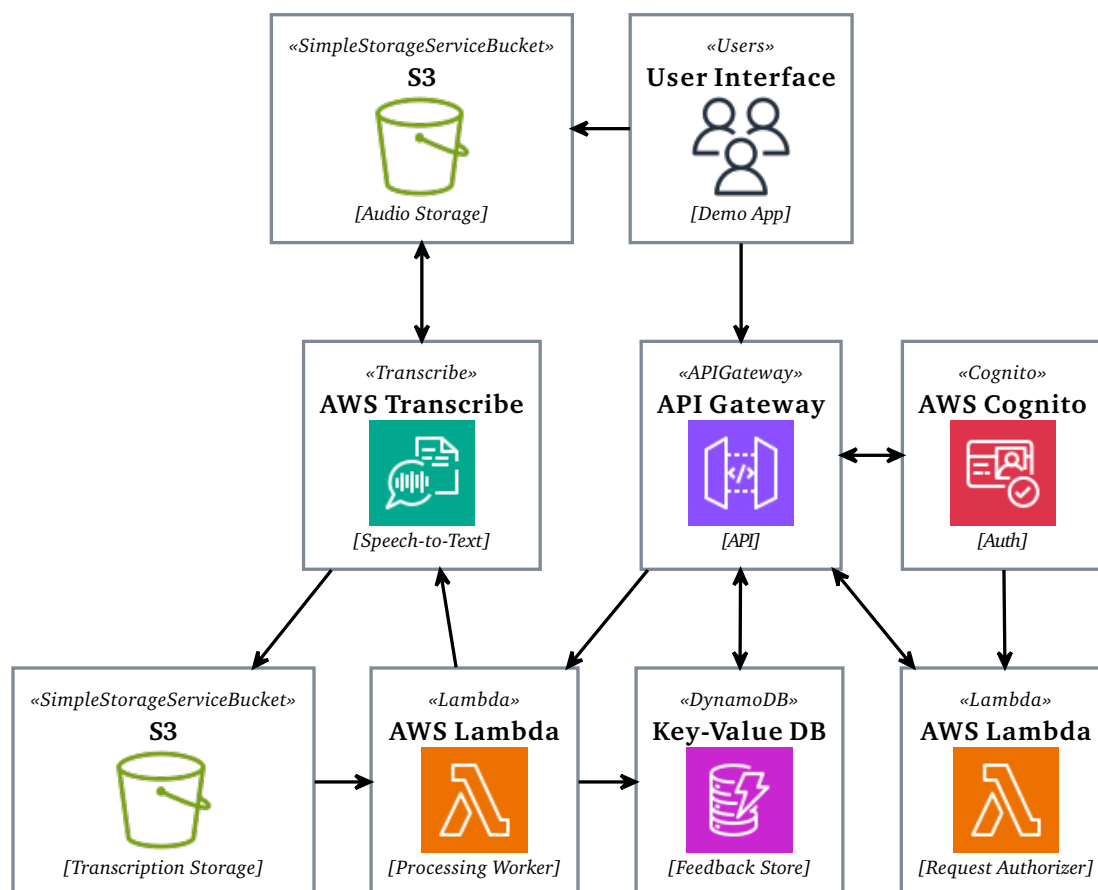 «SimpleStorageServiceBucket»
S3
[Audio Storage]
«Users»
User Interface
[Demo App]
«Transcribe»
AWS Transcribe
[Speech-to-Text]
«APIGateway»
API Gateway
</>
[API]
«Cognito»
AWS Cognito
[Auth]
«SimpleStorageServiceBucket»
S3
[Transcription Storage]
«Lambda»
AWS Lambda
[Processing Worker]
«DynamoDB»
Key-Value DB
[Feedback Store]
«Lambda»
AWS Lambda
[Request Authorizer]